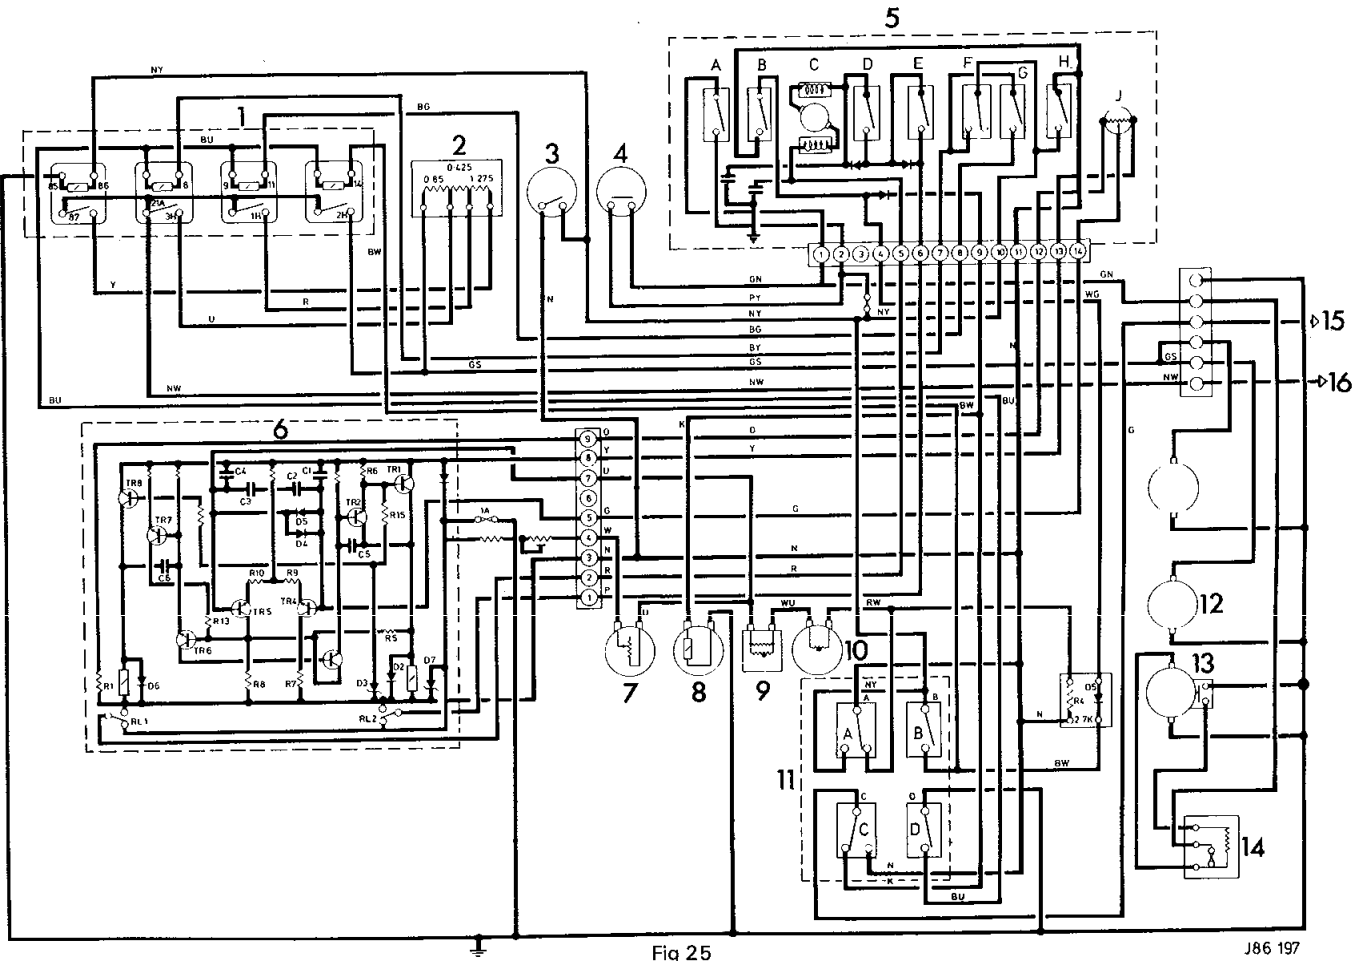 5
A B C D E F G H J
NY
1
BG
BU
2
0·425
0·85 1·275
3
4
85 86 8 9 11 14
87 21A 3H 1H 2H
BW
1 2 3 4 5 6 7 8 9 10 11 12 13 14
Y
R
U
N
GN
PY
NY
NY
BG
BY
GS
GS
NW
NW
BU
BU
BW
N
WG
GN
GS
NW
15
16
G
K
O
Y
6
TR8
C4
C3
C2
C1
R6
TR1
TR7
TR2
D5
D4
C5
R15
C6
R10
R9
TR5
TR4
R13
TR6
R5
R1
D6
R8
R7
D3
D2
D7
RL1
RL2
1A
9 O
8 Y
7 U
6
5 G
4 W
3 N
2 R
1 P
G
N
R
U
WU
RW
7
8
9
10
NY
A B
A B
11
C D
C D
N
K
BU
BW
N
R4
2·7K
D5
12
13
14
Fig 25
J86 197